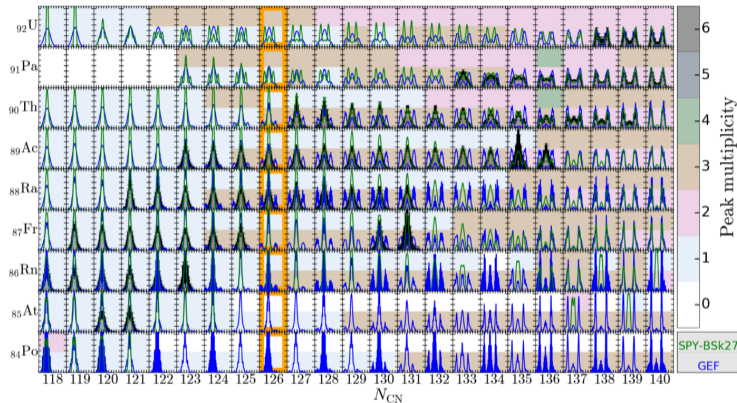 92U
91Pa
90Th
89Ac
88Ra
87Fr
86Rn
85At
84Po
118 119 120 121 122 123 124 125 126 127 128 129 130 131 132 133 134 135 136 137 138 139 140
N_CN
6
5
4
3
2
1
0
Peak multiplicity
SPY-BSk27
GEF